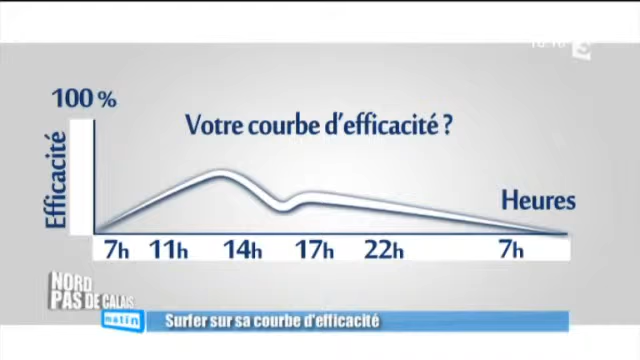 100 %
Votre courbe d'efficacité ?
Efficacité
Heures
7h 11h 14h 17h 22h 7h
NORD
PAS DE CALAIS
matin
Surfer sur sa courbe d'efficacité
3